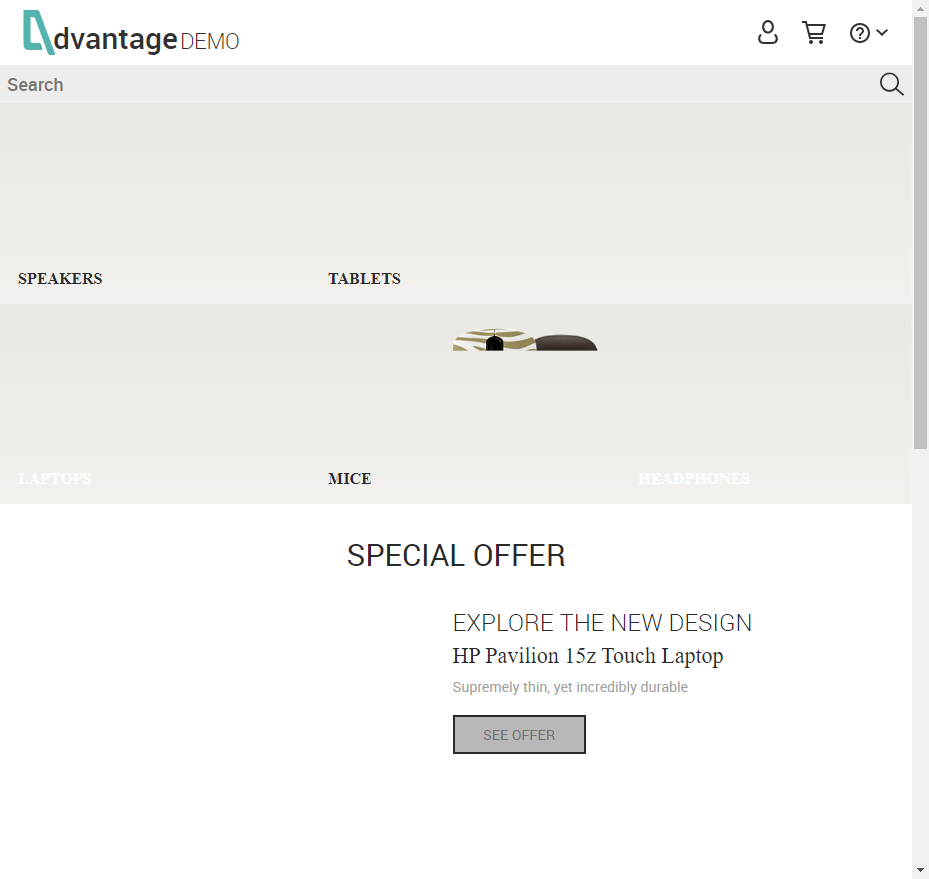 dvantage DEMO
Search
SPEAKERS
TABLETS
LAPTOPS
MICE
HEADPHONES
SPECIAL OFFER
EXPLORE THE NEW DESIGN
HP Pavilion 15z Touch Laptop
Supremely thin, yet incredibly durable
SEE OFFER